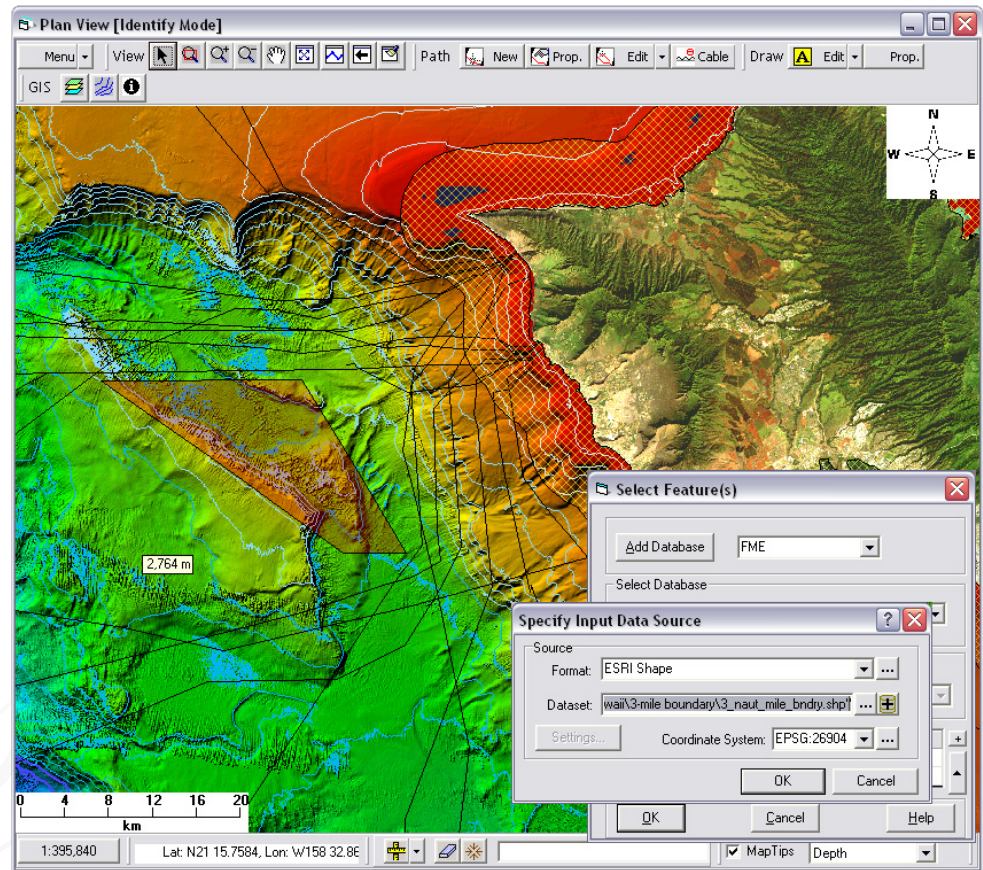 Plan View [Identify Mode]
Menu View Path New Prop. Edit Cable Draw A Edit Prop.
GIS
N
W E
S
2,764 m
Select Feature(s)
Add Database FME
Select Database
Specify Input Data Source ?
Source
Format: ESRI Shape ...
Dataset: waii\3-mile boundary\3_naut_mile_bndry.shp" ...
Settings... Coordinate System: EPSG:26904 ...
OK Cancel
OK Cancel Help
0 4 8 12 16 20
km
1:395,840 Lat: N21 15.7584, Lon: W158 32.86 MapTips Depth